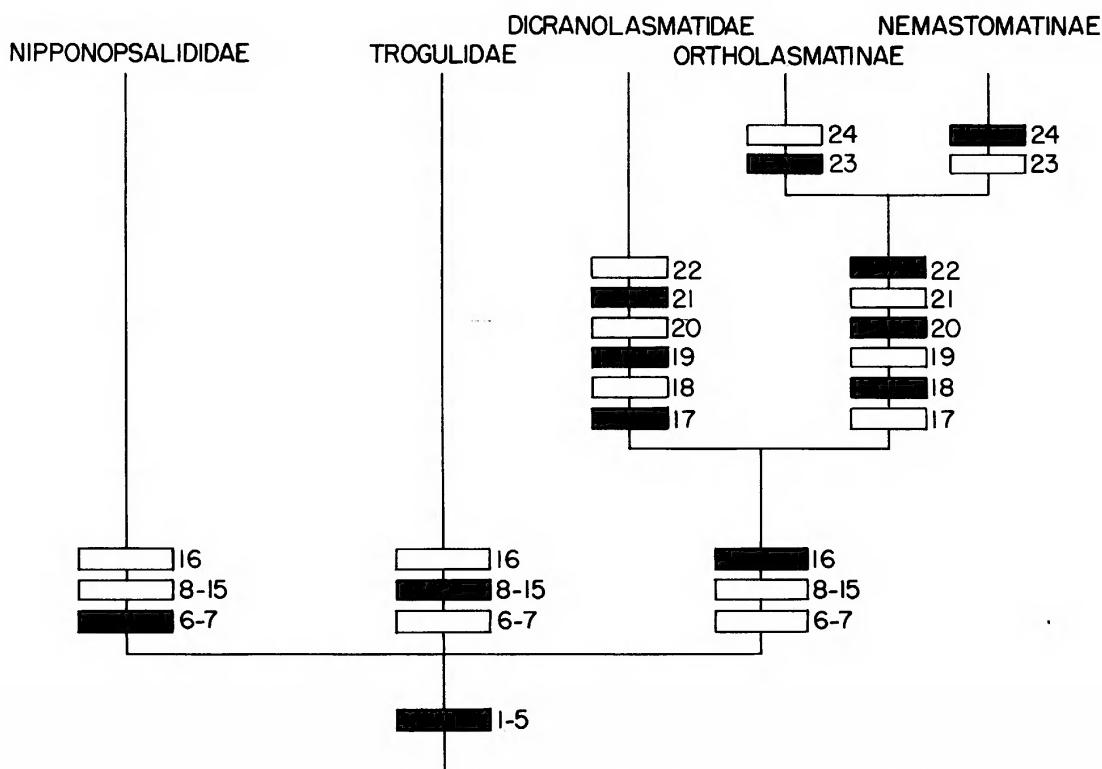 DICRANOLASMATIDAE NEMASTOMATINAE
NIPPONOPSALIDIDAE TROGULIDAE ORTHOLASMATINAE
24 24
23 23
22 22
21 21
20 20
19 19
18 18
17 17
16 16 16
8-15 8-15 8-15
6-7 6-7 6-7
1-5